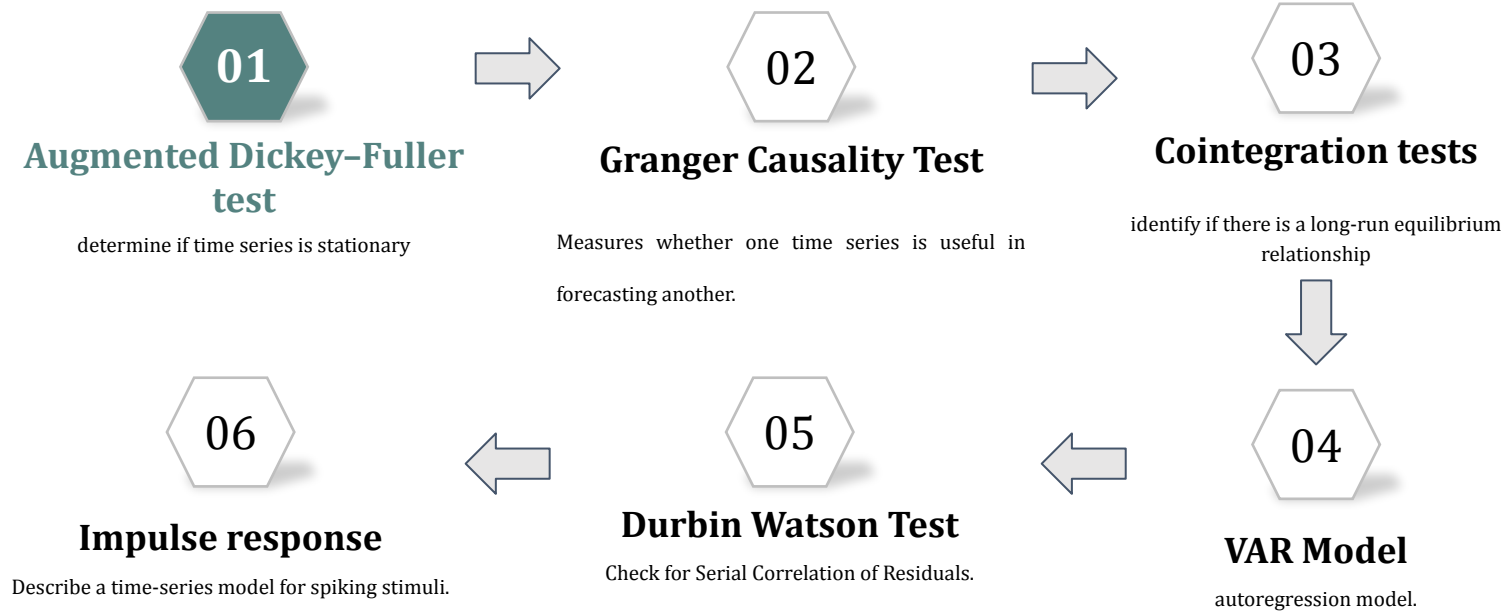 01
Augmented Dickey–Fuller
test
determine if time series is stationary
02
Granger Causality Test
Measures whether one time series is useful in
forecasting another.
03
Cointegration tests
identify if there is a long-run equilibrium
relationship
04
VAR Model
autoregression model.
05
Durbin Watson Test
Check for Serial Correlation of Residuals.
06
Impulse response
Describe a time-series model for spiking stimuli.